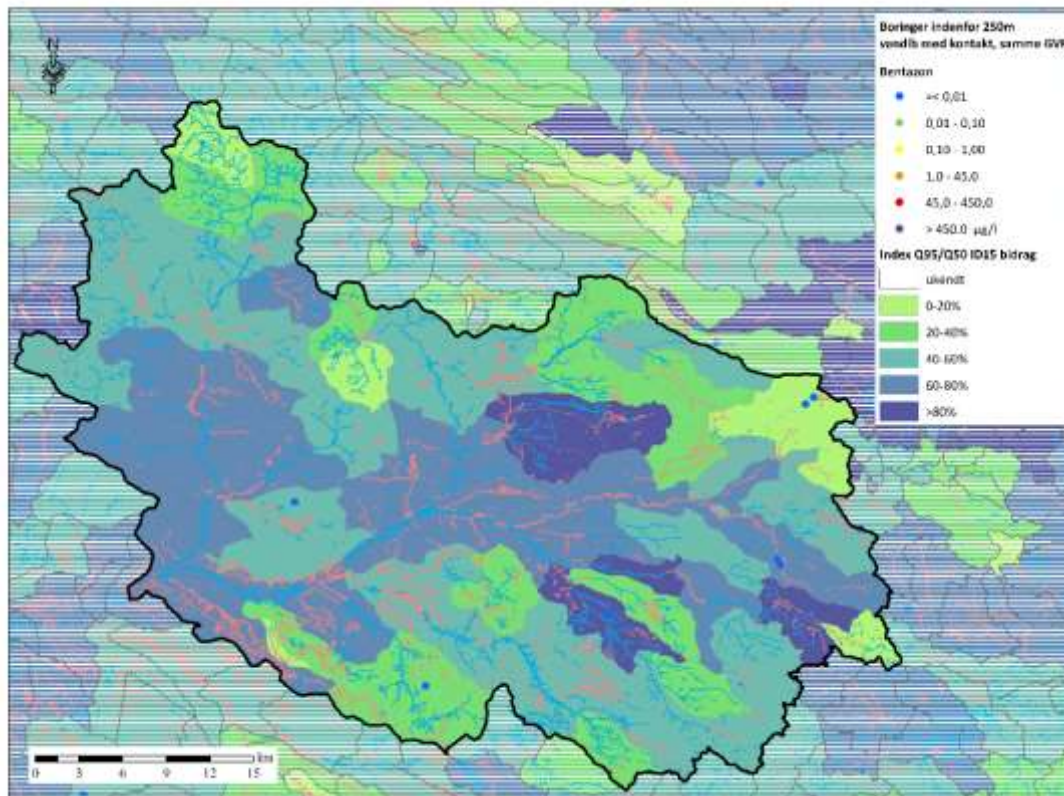 N
Boringer indenfor 250m
vandlb med kontakt, samme GVF
Bentazon
=< 0,01
0,01 - 0,10
0,10 - 1,00
1,0 - 45,0
45,0 - 450,0
> 450.0 µg/l
Index Q95/Q50 ID15 bidrag
ukendt
0-20%
20-40%
40-60%
60-80%
>80%
km
0 3 6 9 12 15